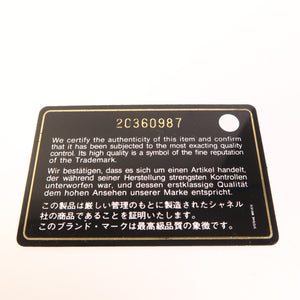 20360987
We certify the authenticity of this item and confirm
that it has been subjected to the most exacting quality
control. Its high quality is a symbol of the fine reputation
of the Trademark.
Wir bestätigen, dass es sich um einen Artikel handelt,
der während seiner Herstellung strengsten Kontrollen
unterworfen war, und dessen erstklassige Qualität
dem hohen Ansehen unserer Marke entspricht.
この製品は厳しい管理のもとに製造されたシャネル
社の商品であることを証明いたします。
このブランド・マークは最高級品質の象徴です。